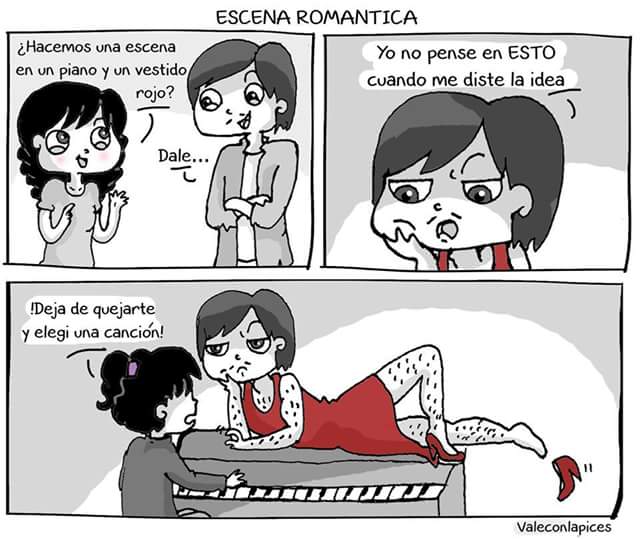 ESCENA ROMANTICA
¿Hacemos una escena
en un piano y un vestido
rojo?
Dale...
Yo no pense en ESTO
cuando me diste la idea
!Deja de quejarte
y elegi una canción!
Valeconlapices